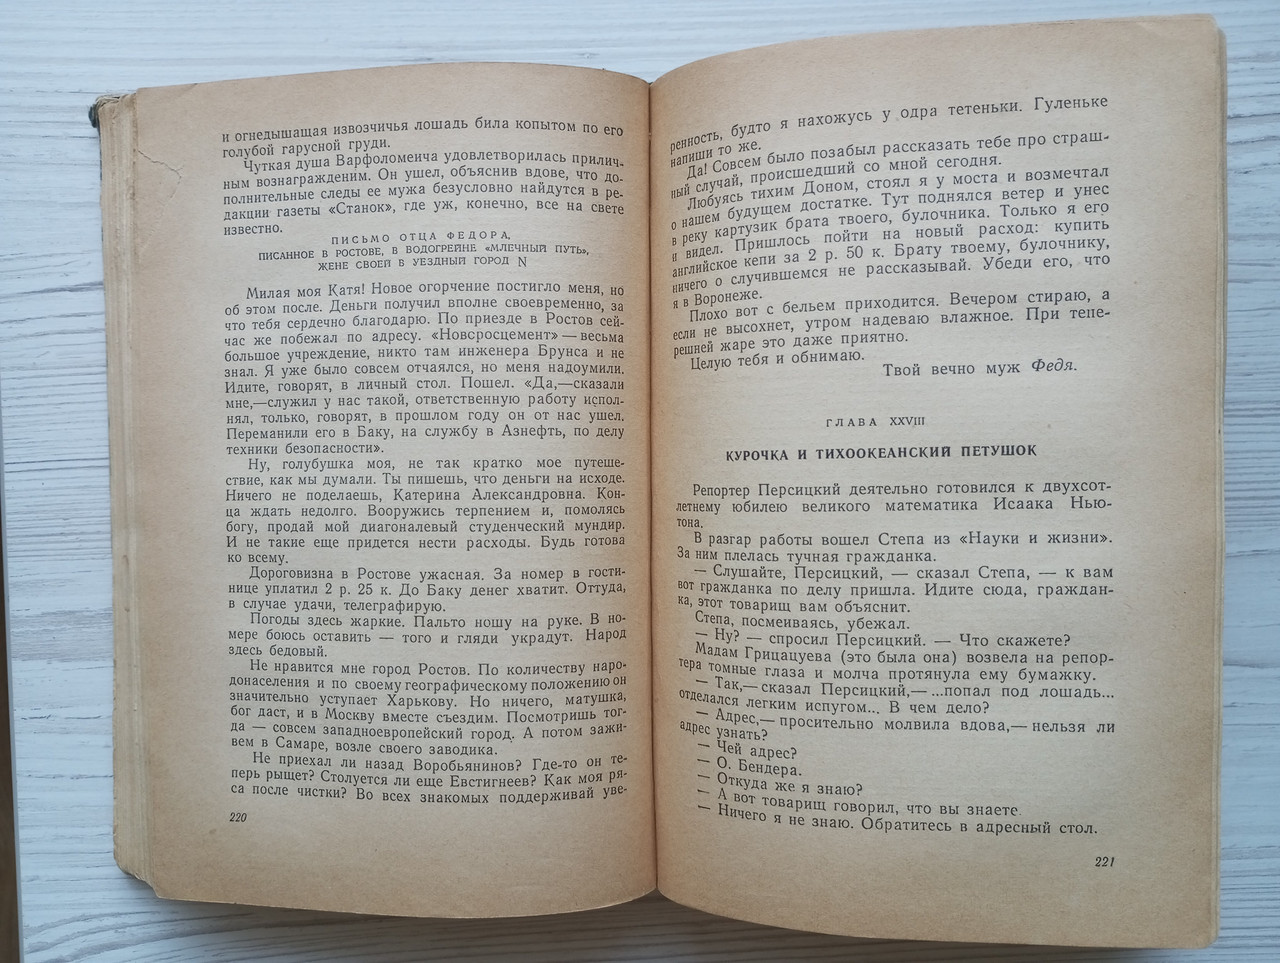 и огнедышащая извозчичья лошадь била копытом по его
голубой гарусной груди.
Чуткая душа Варфоломеича удовлетворилась прилич-
ным вознаграждением. Он ушел, объяснив вдове, что до-
полнительные следы ее мужа безусловно найдутся в ре-
дакции газеты «Станок», где уж, конечно, все на свете
известно.
ПИСЬМО ОТЦА ФЕДОРА,
ПИСАННОЕ В РОСТОВЕ, В ВОДОГРЕЙНЕ «МЛЕЧНЫЙ ПУТЬ»,
ЖЕНЕ СВОЕЙ В УЕЗДНЫЙ ГОРОД N
Милая моя Катя! Новое огорчение постигло меня, но
об этом после. Деньги получил вполне своевременно, за
что тебя сердечно благодарю. По приезде в Ростов сей-
час же побежал по адресу. «Новоросцемент» — весьма
большое учреждение, никто там инженера Брунса и не
знал. Я уже было совсем отчаялся, но меня надоумили.
Идите, говорят, в личный стол. Пошел. «Да,—сказали
мне,—служил у нас такой, ответственную работу испол-
нял, только, говорят, в прошлом году он от нас ушел.
Переманили его в Баку, на службу в Азнефть, по делу
техники безопасности».
Ну, голубушка моя, не так кратко мое путеше-
ствие, как мы думали. Ты пишешь, что деньги на исходе.
Ничего не поделаешь, Катерина Александровна. Кон-
ца ждать недолго. Вооружись терпением и, помолясь
богу, продай мой диагоналевый студенческий мундир.
И не такие еще придется нести расходы. Будь готова
ко всему.
Дороговизна в Ростове ужасная. За номер в гости-
нице уплатил 2 р. 25 к. До Баку денег хватит. Оттуда,
в случае удачи, телеграфирую.
Погоды здесь жаркие. Пальто ношу на руке. В но-
мере боюсь оставить — того и гляди украдут. Народ
здесь бедовый.
Не нравится мне город Ростов. По количеству наро-
донаселения и по своему географическому положению он
значительно уступает Харькову. Но ничего, матушка,
бог даст, и в Москву вместе съездим. Посмотришь тог-
да — совсем западноевропейский город. А потом зажи-
вем в Самаре, возле своего заводика.
Не приехал ли назад Воробьянинов? Где-то он те-
перь рыщет? Столуется ли еще Евстигнеев? Как моя ря-
са после чистки? Во всех знакомых поддерживай уве-
220
ренность, будто я нахожусь у одра тетеньки. Гуленьке
напиши то же.
Да! Совсем было позабыл рассказать тебе про страш-
ный случай, происшедший со мной сегодня.
Любуясь тихим Доном, стоял я у моста и возмечтал
о нашем будущем достатке. Тут поднялся ветер и унес
в реку картузик брата твоего, булочника. Только я его
и видел. Пришлось пойти на новый расход: купить
английское кепи за 2 р. 50 к. Брату твоему, булочнику,
ничего о случившемся не рассказывай. Убеди его, что
я в Воронеже.
Плохо вот с бельем приходится. Вечером стираю, а
если не высохнет, утром надеваю влажное. При тепе-
решней жаре это даже приятно.
Целую тебя и обнимаю.
Твой вечно муж Федя.
ГЛАВА XXVIII
КУРОЧКА И ТИХООКЕАНСКИЙ ПЕТУШОК
Репортер Персицкий деятельно готовился к двухсот-
летнему юбилею великого математика Исаака Нью-
тона.
В разгар работы вошел Степа из «Науки и жизни».
За ним плелась тучная гражданка.
— Слушайте, Персицкий, — сказал Степа, — к вам
вот гражданка по делу пришла. Идите сюда, граждан-
ка, этот товарищ вам объяснит.
Степа, посмеиваясь, убежал.
— Ну? — спросил Персицкий. — Что скажете?
Мадам Грицацуева (это была она) возвела на репор-
тера томные глаза и молча протянула ему бумажку.
— Так,— сказал Персицкий,— ...попал под лошадь...
отделался легким испугом... В чем дело?
— Адрес,— просительно молвила вдова,— нельзя ли
адрес узнать?
— Чей адрес?
— О. Бендера.
— Откуда же я знаю?
— А вот товарищ говорил, что вы знаете.
— Ничего я не знаю. Обратитесь в адресный стол.
221